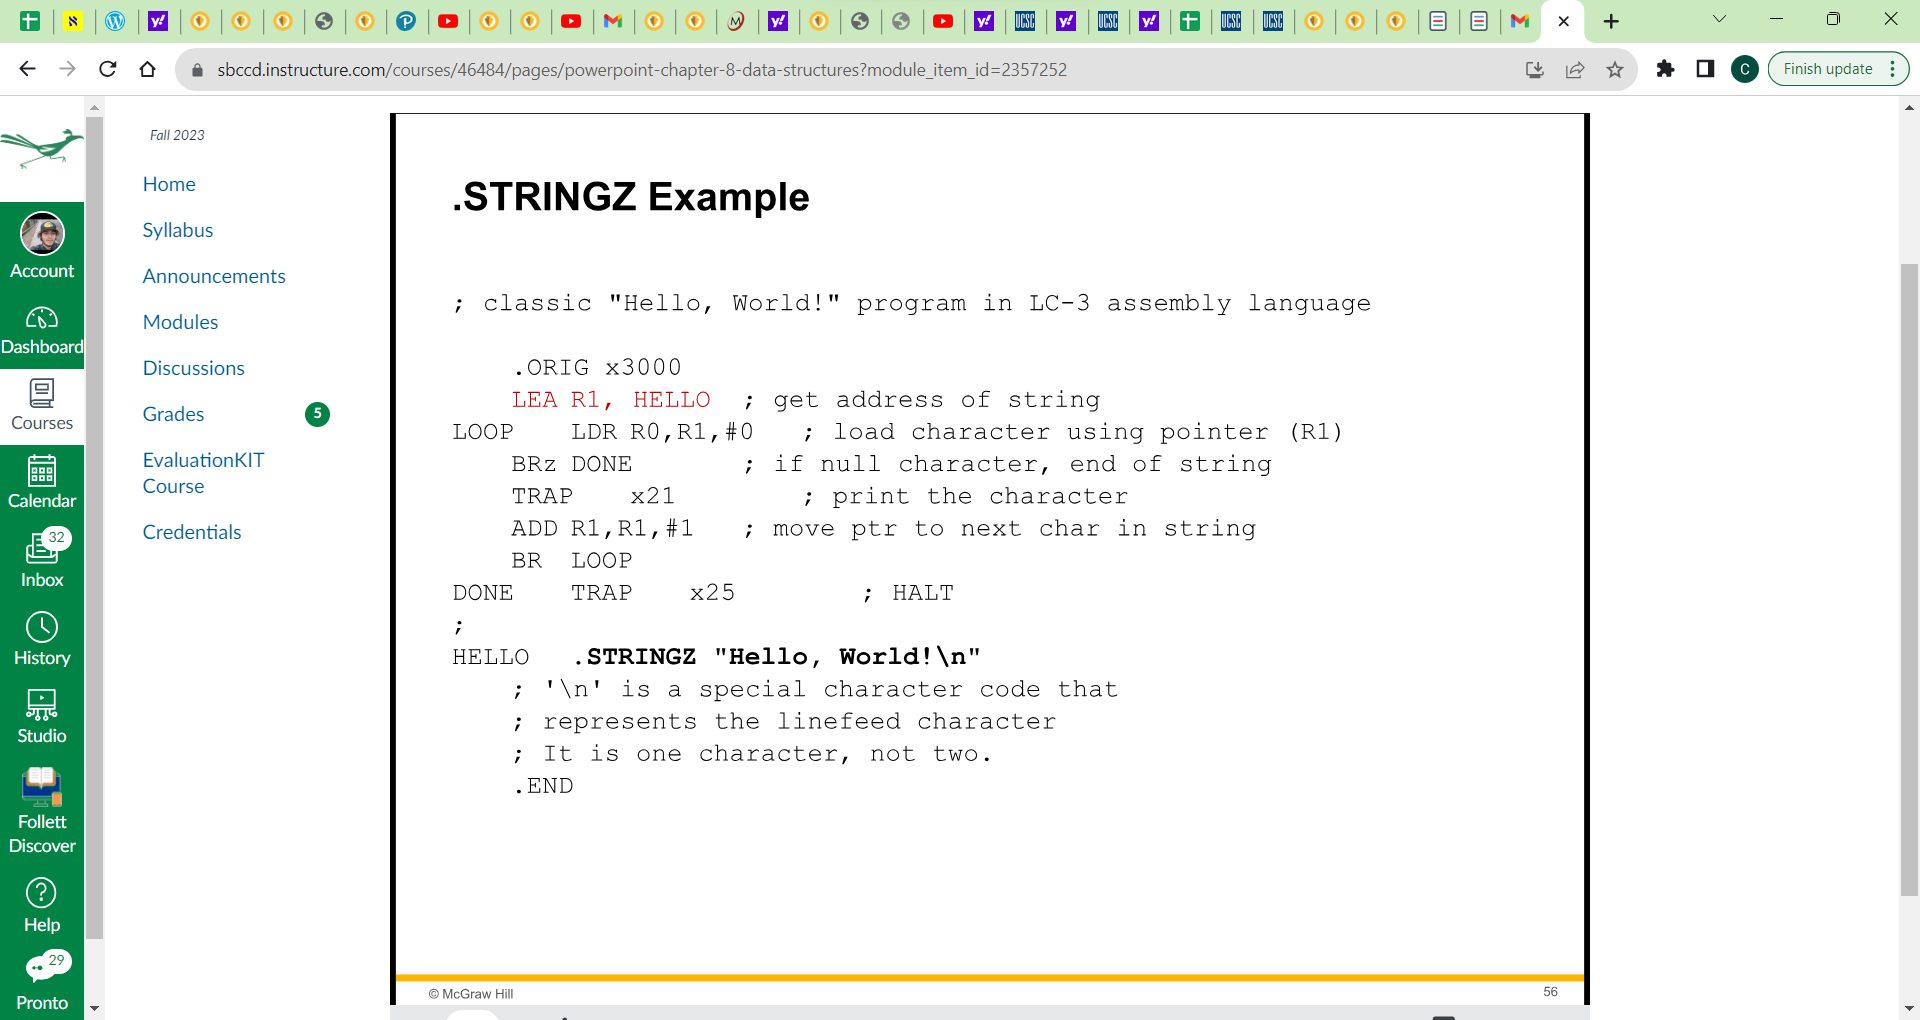 sbccd.instructure.com/courses/46484/pages/powerpoint-chapter-8-data-structures?module_item_id=2357252
C
Finish update
Account
Dashboard
Courses
Calendar
32
Inbox
History
Studio
Follett
Discover
Help
29
Pronto
Fall 2023
Home
Syllabus
Announcements
Modules
Discussions
Grades 5
EvaluationKIT
Course
Credentials
.STRINGZ Example
; classic "Hello, World!" program in LC-3 assembly language
.ORIG x3000
LEA R1, HELLO ; get address of string
LOOP LDR R0,R1,#0 ; load character using pointer (R1)
BRz DONE ; if null character, end of string
TRAP x21 ; print the character
ADD R1,R1,#1 ; move ptr to next char in string
BR LOOP
DONE TRAP x25 ; HALT
;
HELLO .STRINGZ "Hello, World!\n"
; '\n' is a special character code that
; represents the linefeed character
; It is one character, not two.
.END
© McGraw Hill
56